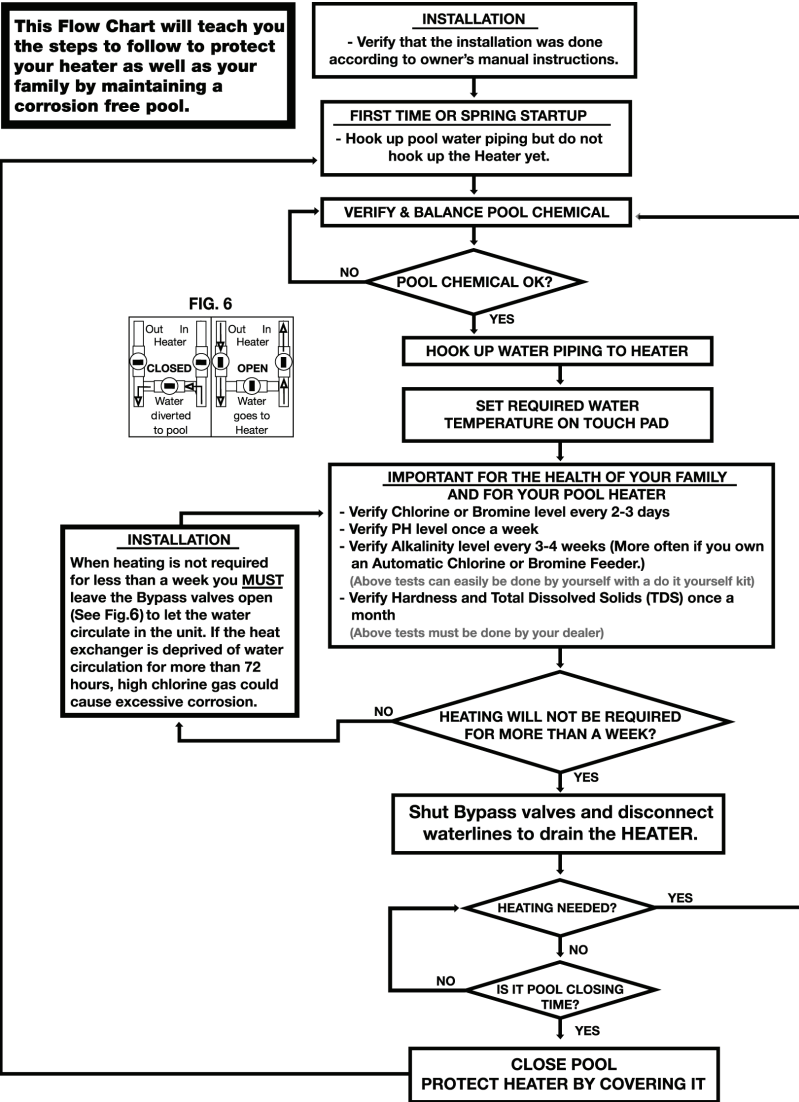 This Flow Chart will teach you
the steps to follow to protect
your heater as well as your
family by maintaining a
corrosion free pool.
INSTALLATION
- Verify that the installation was done
according to owner's manual instructions.
FIRST TIME OR SPRING STARTUP
- Hook up pool water piping but do not
hook up the Heater yet.
VERIFY & BALANCE POOL CHEMICAL
NO
POOL CHEMICAL OK?
YES
FIG. 6
Out In
Heater
CLOSED
Water
diverted
to pool
Out In
Heater
OPEN
Water
goes to
Heater
HOOK UP WATER PIPING TO HEATER
SET REQUIRED WATER
TEMPERATURE ON TOUCH PAD
IMPORTANT FOR THE HEALTH OF YOUR FAMILY
AND FOR YOUR POOL HEATER
- Verify Chlorine or Bromine level every 2-3 days
- Verify PH level once a week
- Verify Alkalinity level every 3-4 weeks (More often if you own
an Automatic Chlorine or Bromine Feeder.)
(Above tests can easily be done by yourself with a do it yourself kit)
- Verify Hardness and Total Dissolved Solids (TDS) once a
month
(Above tests must be done by your dealer)
INSTALLATION
When heating is not required
for less than a week you MUST
leave the Bypass valves open
(See Fig.6) to let the water
circulate in the unit. If the heat
exchanger is deprived of water
circulation for more than 72
hours, high chlorine gas could
cause excessive corrosion.
NO
HEATING WILL NOT BE REQUIRED
FOR MORE THAN A WEEK?
YES
Shut Bypass valves and disconnect
waterlines to drain the HEATER.
HEATING NEEDED?
YES
NO
NO
IS IT POOL CLOSING
TIME?
YES
CLOSE POOL
PROTECT HEATER BY COVERING IT